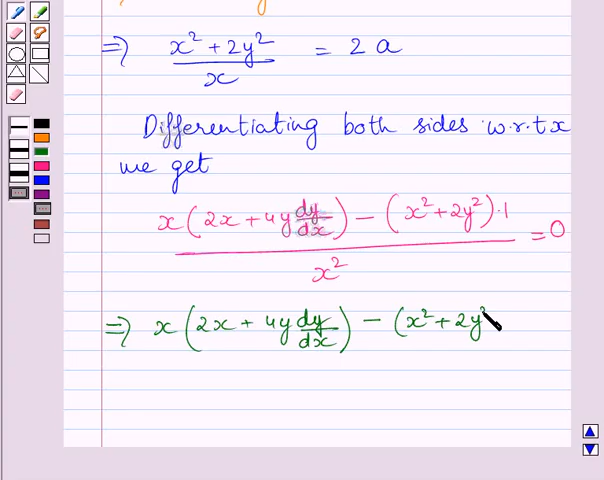 ⇒ x² + 2y² / x = 2a
Differentiating both sides w.r.t x
we get
x(2x + 4y dy/dx) - (x² + 2y²)·1 / x² = 0
⇒ x(2x + 4y dy/dx) - (x² + 2y²